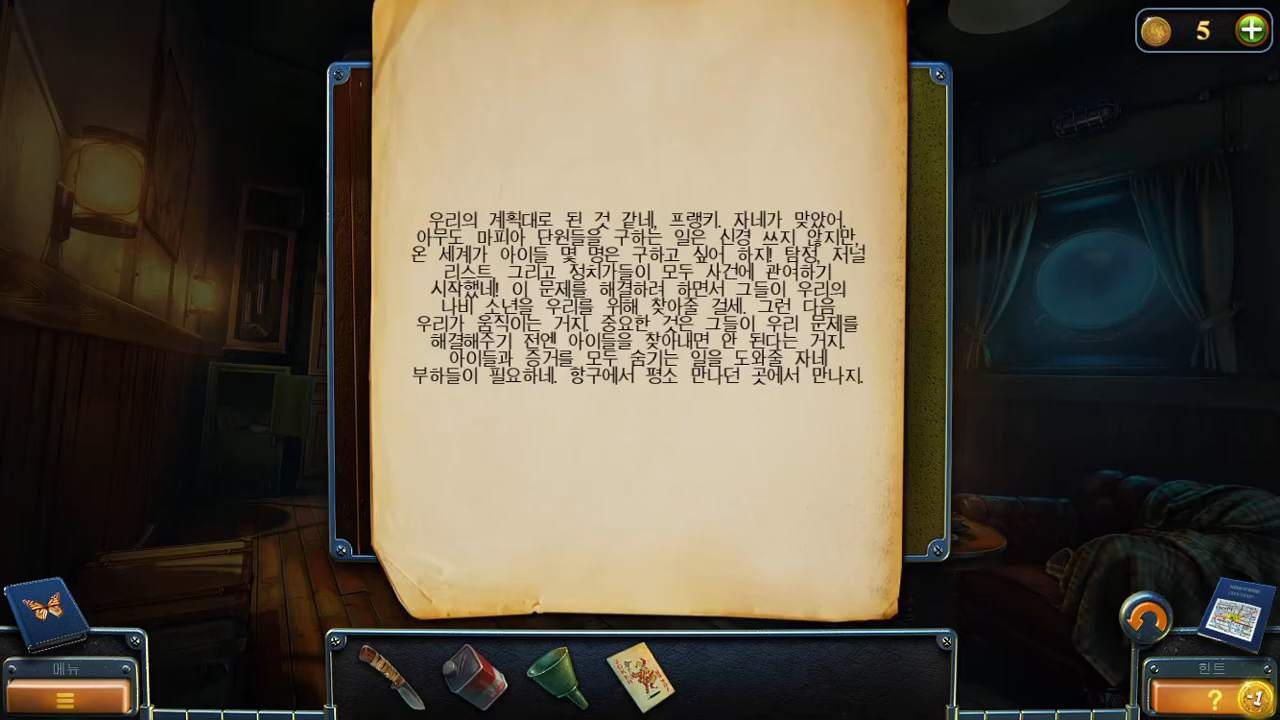 5
우리의 계획대로 된 것 같네, 프랭키. 자네가 맞았어.
아무도 마피아 단원들을 구하는 일은 신경 쓰지 않지만,
온 세계가 아이들 몇 명은 구하고 싶어 하지! 탐정, 저널
리스트, 그리고 정치가들이 모두 사건에 관여하기
시작했네! 이 문제를 해결하려 하면서 그들이 우리의
나비 소년을 우리를 위해 찾아줄 걸세. 그런 다음
우리가 움직이는 거지. 중요한 것은 그들이 우리 문제를
해결해주기 전엔 아이들을 찾아내면 안 된다는 거지.
아이들과 증거를 모두 숨기는 일을 도와줄 자네
부하들이 필요하네. 항구에서 평소 만나던 곳에서 만나지.
메뉴
힌트
?
-1